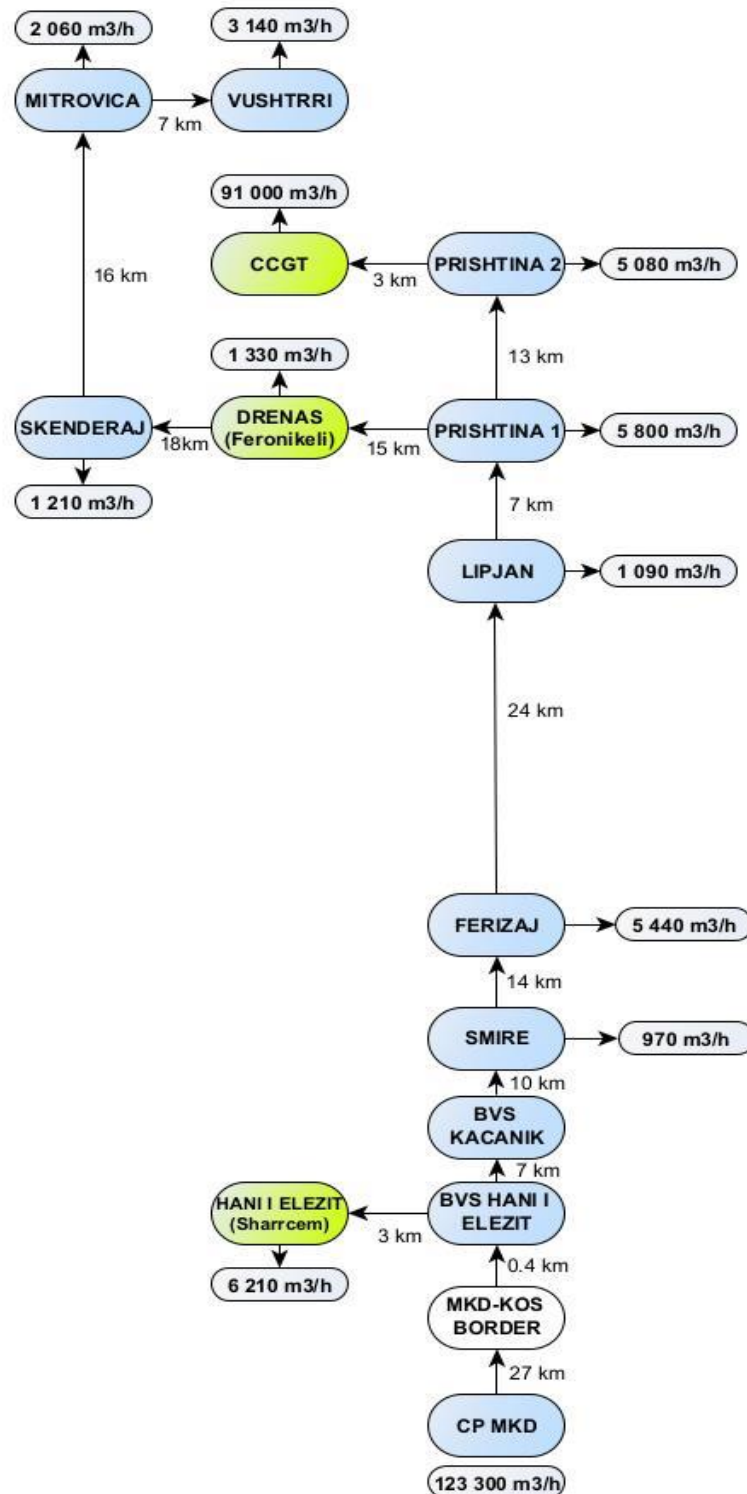 2 060 m3/h
3 140 m3/h
MITROVICA
7 km
VUSHTRRI
16 km
91 000 m3/h
CCGT
3 km
PRISHTINA 2
5 080 m3/h
13 km
1 330 m3/h
SKENDERAJ
18km
DRENAS
(Feronikeli)
15 km
PRISHTINA 1
5 800 m3/h
1 210 m3/h
7 km
LIPJAN
1 090 m3/h
24 km
FERIZAJ
5 440 m3/h
14 km
SMIRE
970 m3/h
10 km
BVS
KACANIK
7 km
HANI I ELEZIT
(Sharrcem)
3 km
BVS HANI I
ELEZIT
6 210 m3/h
0.4 km
MKD-KOS
BORDER
27 km
CP MKD
123 300 m3/h